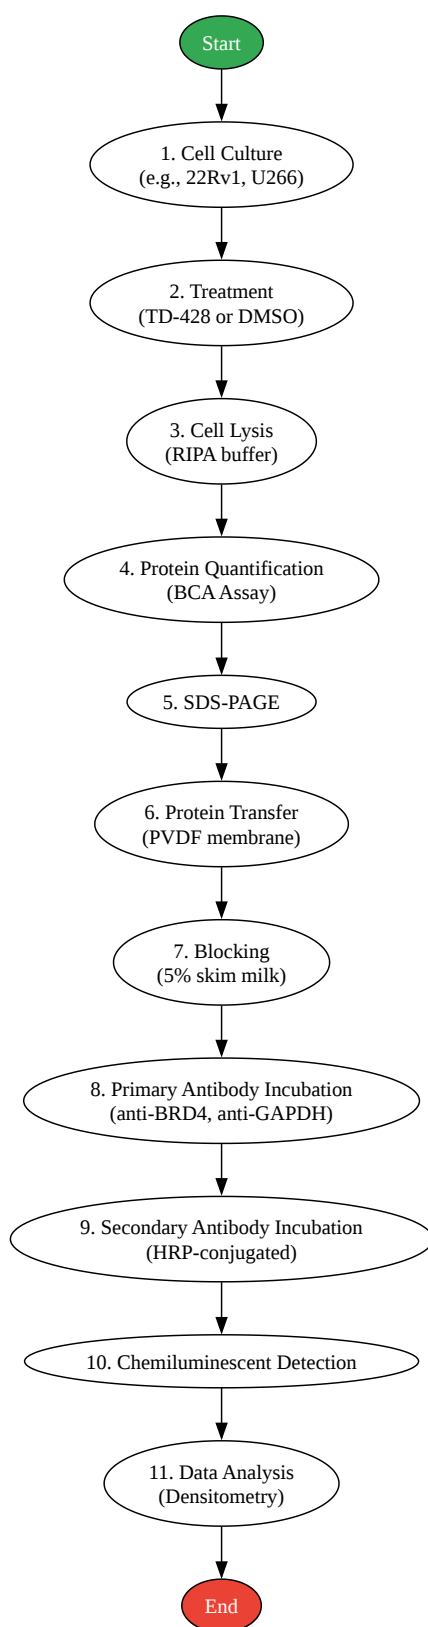 Start
1. Cell Culture
(e.g., 22Rv1, U266)
2. Treatment
(TD-428 or DMSO)
3. Cell Lysis
(RIPA buffer)
4. Protein Quantification
(BCA Assay)
5. SDS-PAGE
6. Protein Transfer
(PVDF membrane)
7. Blocking
(5% skim milk)
8. Primary Antibody Incubation
(anti-BRD4, anti-GAPDH)
9. Secondary Antibody Incubation
(HRP-conjugated)
10. Chemiluminescent Detection
11. Data Analysis
(Densitometry)
End